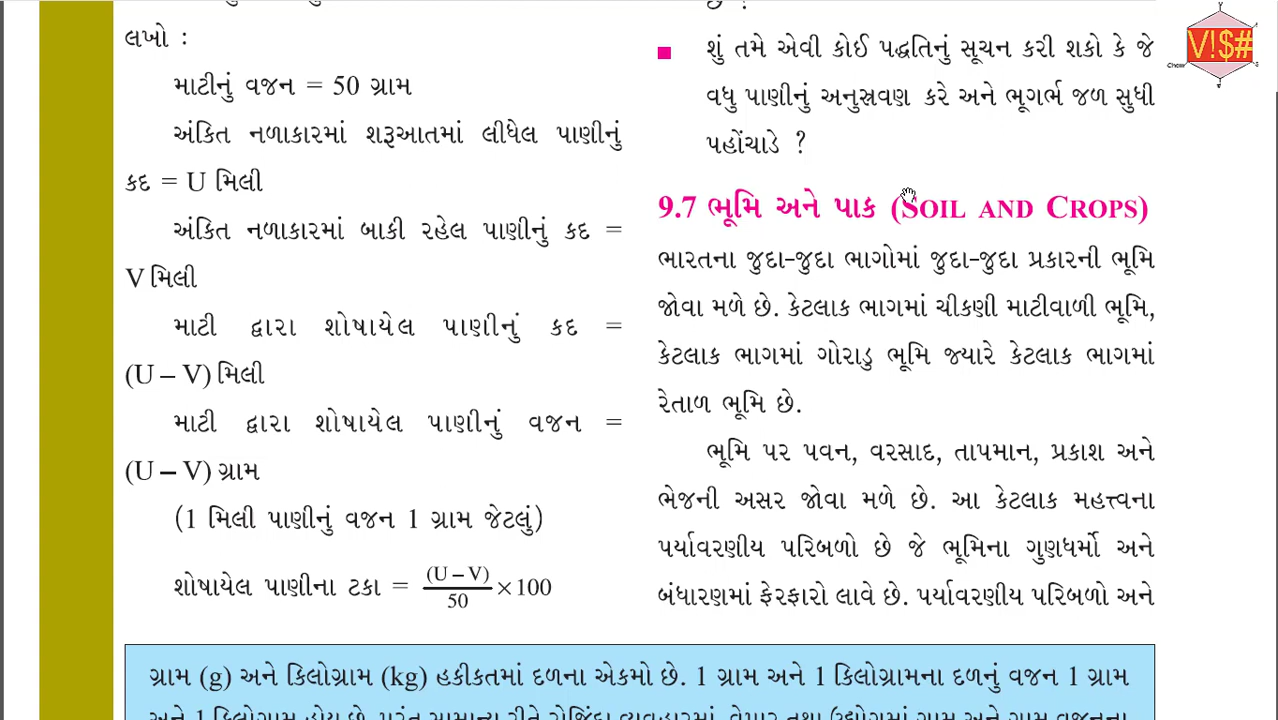 લખો :
માટીનું વજન = 50 ગ્રામ
અંકિત નળાકારમાં શરૂઆતમાં લીધેલ પાણીનું
કદ = U મિલી
અંકિત નળાકારમાં બાકી રહેલ પાણીનું કદ =
V મિલી
માટી દ્વારા શોષાયેલ પાણીનું કદ =
(U – V) મિલી
માટી દ્વારા શોષાયેલ પાણીનું વજન =
(U – V) ગ્રામ
(1 મિલી પાણીનું વજન 1 ગ્રામ જેટલું)
શોષાયેલ પાણીના ટકા = (U – V)/50 × 100
શું તમે એવી કોઈ પદ્ધતિનું સૂચન કરી શકો કે જે
વધુ પાણીનું અનુસ્રવણ કરે અને ભૂગર્ભ જળ સુધી
પહોંચાડે ?
9.7 ભૂમિ અને પાક (SOIL AND CROPS)
ભારતના જુદા-જુદા ભાગોમાં જુદા-જુદા પ્રકારની ભૂમિ
જોવા મળે છે. કેટલાક ભાગમાં ચીકણી માટીવાળી ભૂમિ,
કેટલાક ભાગમાં ગોરાડુ ભૂમિ જ્યારે કેટલાક ભાગમાં
રેતાળ ભૂમિ છે.
ભૂમિ પર પવન, વરસાદ, તાપમાન, પ્રકાશ અને
ભેજની અસર જોવા મળે છે. આ કેટલાક મહત્ત્વના
પર્યાવરણીય પરિબળો છે જે ભૂમિના ગુણધર્મો અને
બંધારણમાં ફેરફારો લાવે છે. પર્યાવરણીય પરિબળો અને
ગ્રામ (g) અને કિલોગ્રામ (kg) હકીકતમાં દળના એકમો છે. 1 ગ્રામ અને 1 કિલોગ્રામના દળનું વજન 1 ગ્રામ
V!$#